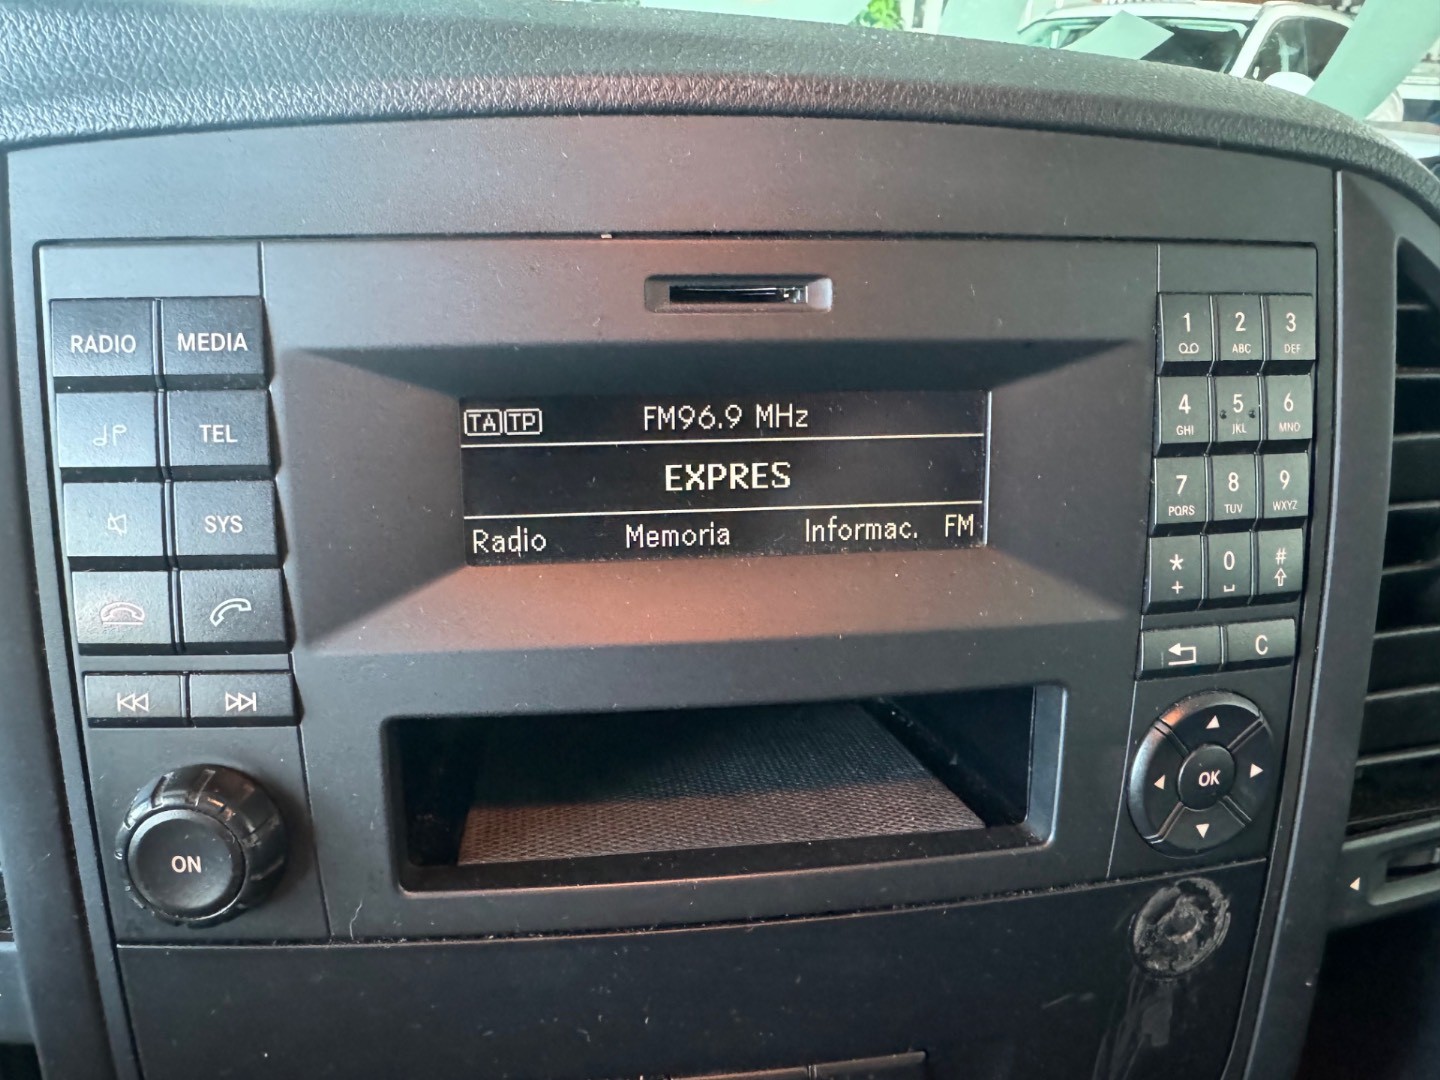 RADIO MEDIA
TEL
SYS
ON
TA TP FM96.9 MHz
EXPRES
Radio Memoria Informac. FM
1 2 ABC 3 DEF
4 GHI 5 JKL 6 MNO
7 PQRS 8 TUV 9 WXYZ
* + 0 #
C
OK